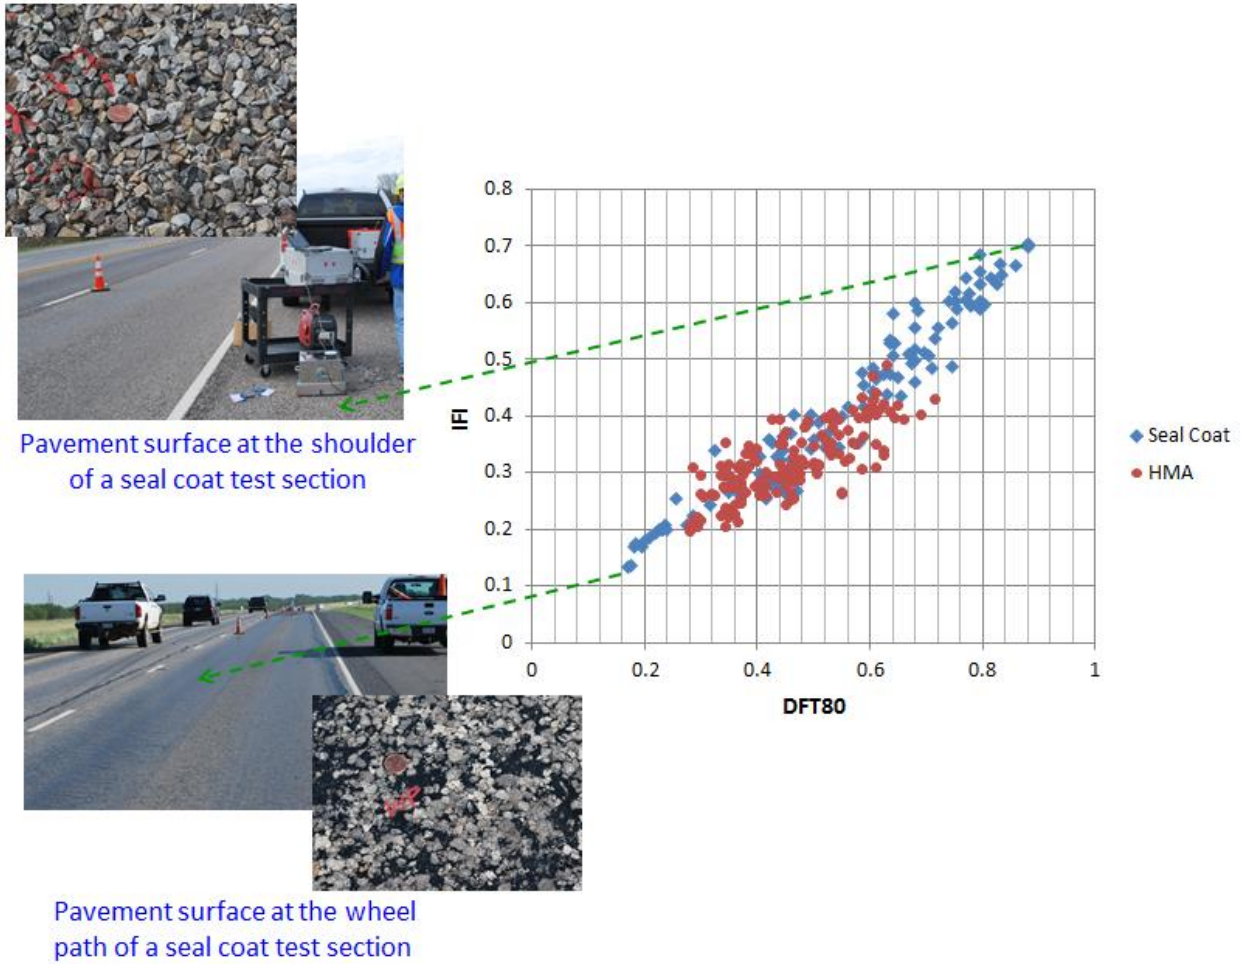 0.8
0.7
0.6
0.5
0.4
0.3
0.2
0.1
0
IFI
0 0.2 0.4 0.6 0.8 1
DFT80
Seal Coat
HMA
Pavement surface at the shoulder
of a seal coat test section
Pavement surface at the wheel
path of a seal coat test section